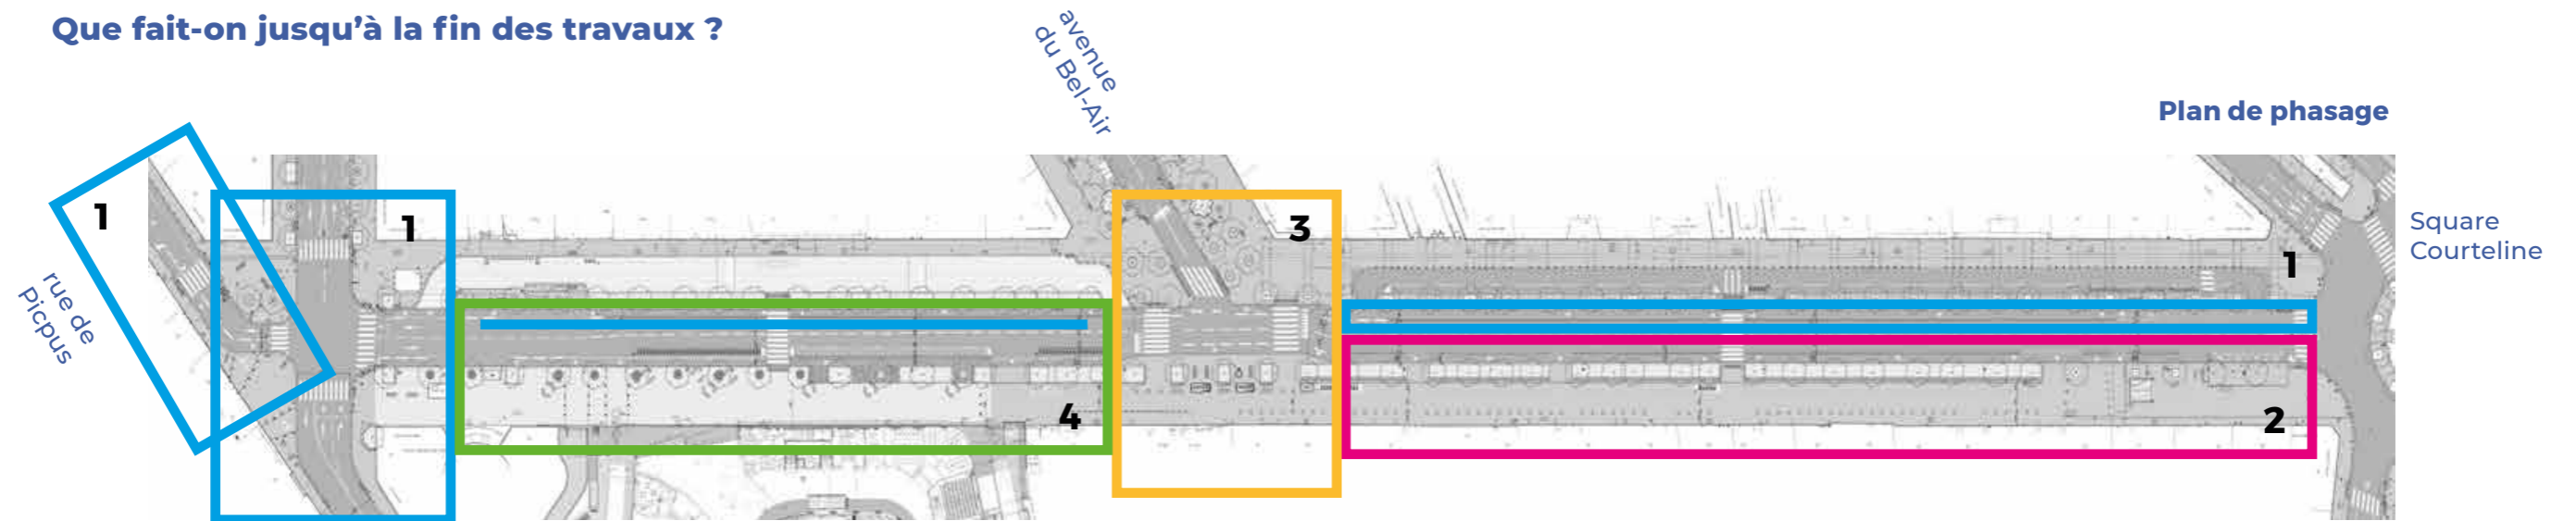 Que fait-on jusqu’à la fin des travaux ?
avenue
du Bel-Air
Plan de phasage
1
1
3
Square
Courteline
1
rue de
Picpus
4
2